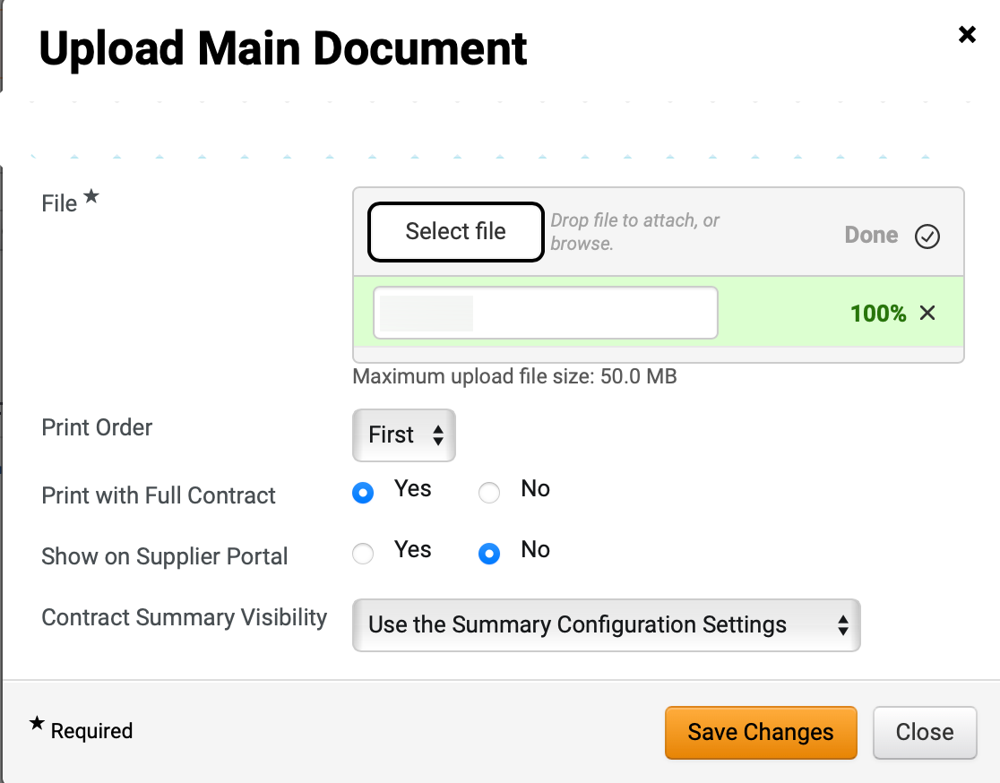 Upload Main Document
File ★
Select file
Drop file to attach, or
browse.
Done
100%
Maximum upload file size: 50.0 MB
Print Order
First
Print with Full Contract
Yes
No
Show on Supplier Portal
Yes
No
Contract Summary Visibility
Use the Summary Configuration Settings
★ Required
Save Changes
Close